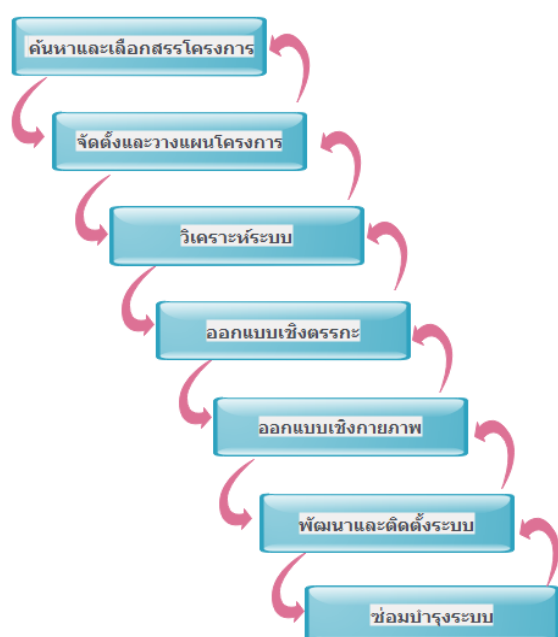 ค้นหาและเลือกสรรโครงการ
จัดตั้งและวางแผนโครงการ
วิเคราะห์ระบบ
ออกแบบเชิงตรรกะ
ออกแบบเชิงกายภาพ
พัฒนาและติดตั้งระบบ
ซ่อมบำรุงระบบ